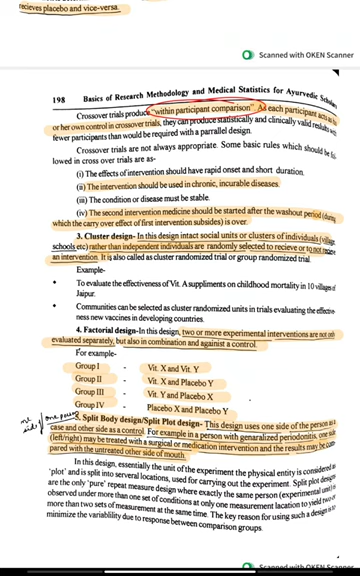 recieves placebo and vice-versa.
Scanned with OKEN Scanner
198 Basics of Research Methodology and Medical Statistics for Ayurvedic Scholars
Crossover trials produce "within participant comparison". As each participant acts as his
or her own control in crossover trials, they can produce statistically and clinically valid results with
fewer participants than would be required with a parrallel design.
Crossover trials are not always appropriate. Some basic rules which should be fol-
lowed in cross over trials are as-
(i) The effects of intervention should have rapid onset and short duration.
(ii) The intervention should be used in chronic, incurable diseases.
(iii) The condition or disease must be stable.
(iv) The second intervention medicine should be started after the washout period (during
which the carry over effect of first intervention subsides) is over.
3. Cluster design- In this design intact social units or clusters of individuals (village
schools etc) rather than independent individuals are randomly selected to recieve or to not receive
an intervention. It is also called as cluster randomized trial or group randomized trial.
Example-
• To evaluate the effectiveness of Vit. A suppliments on childhood mortality in 10 villages of
Jaipur.
• Communities can be selected as cluster randomized units in trials evaluating the effective-
ness new vaccines in developing countries.
4. Factorial design-In this design, two or more experimental interventions are not only
evaluated separately, but also in combination and againist a control.
For example-
Group I - Vit. X and Vit. Y
Group II - Vit. X and Placebo Y
Group III - Vit. Y and Placebo X
Group IV - Placebo X and Placebo Y
one side of one person
5. Split Body design/Split Plot design- This design uses one side of the person as a
case and other side as a control. For example in a person with genaralized periodonitis, one side
(left/right) may be treated with a surgical or medication intervention and the results may be com-
pared with the untreated other side of mouth.
In this design, essentially the unit of the experiment the physical entity is considered as
'plot' and is split into several locations, used for carrying out the experiment. Split plot designs
are the only 'pure' repeat measure design where exactly the same person (experimental unit) is
observed under more than one set of conditions at only one measurement lacation to yield two or
more than two sets of measurement at the same time. The key reason for using such a design is to
minimize the variablility due to response between comparison groups.
Scanned with OKEN Scanner